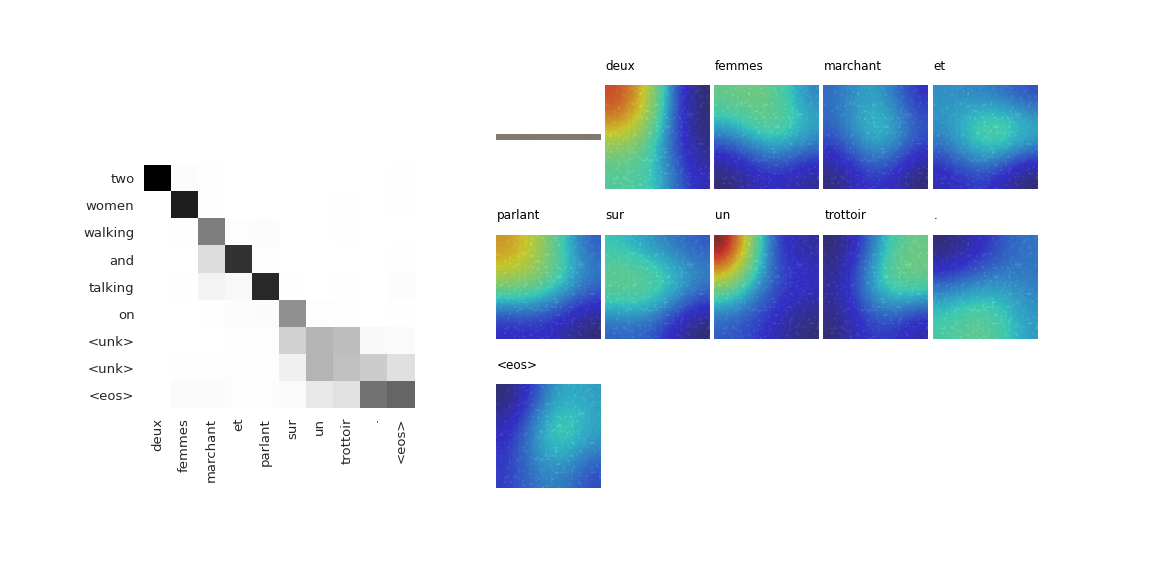 two
women
walking
and
talking
on
<unk>
<unk>
<eos>
deux
femmes
marchant
et
parlant
sur
un
trottoir
.
<eos>
deux femmes marchant et
parlant sur un trottoir .
<eos>